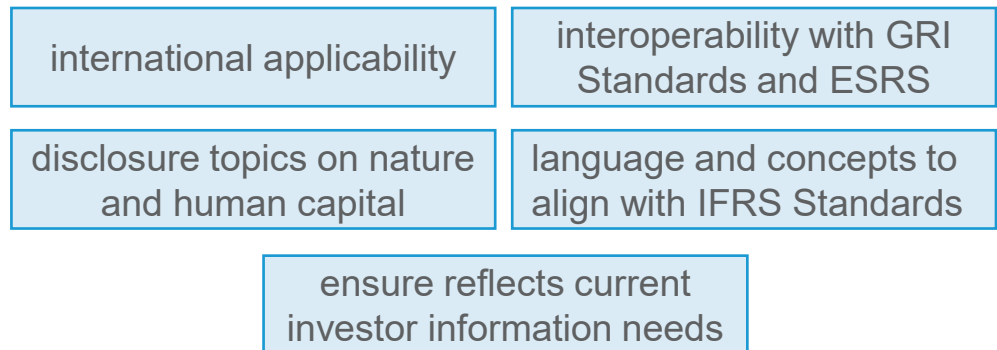 international applicability
interoperability with GRI
Standards and ESRS
disclosure topics on nature
and human capital
language and concepts to
align with IFRS Standards
ensure reflects current
investor information needs